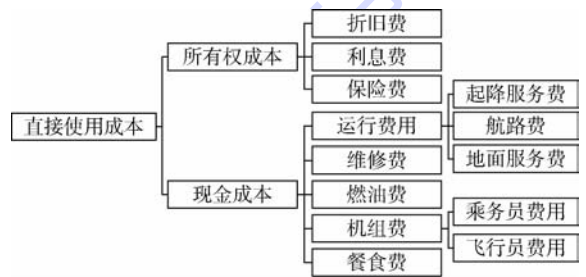 直接使用成本
所有权成本
折旧费
利息费
保险费
现金成本
运行费用
起降服务费
航路费
地面服务费
维修费
燃油费
机组费
乘务员费用
飞行员费用
餐食费